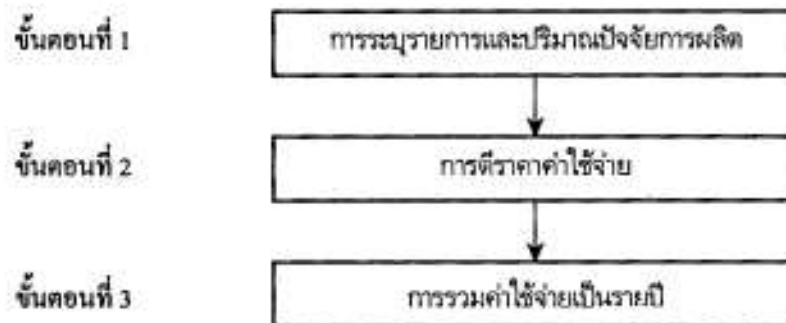 ขั้นตอนที่ 1 การระบุรายการและปริมาณปัจจัยการผลิต
ขั้นตอนที่ 2 การตีราคาค่าใช้จ่าย
ขั้นตอนที่ 3 การรวมค่าใช้จ่ายเป็นรายปี